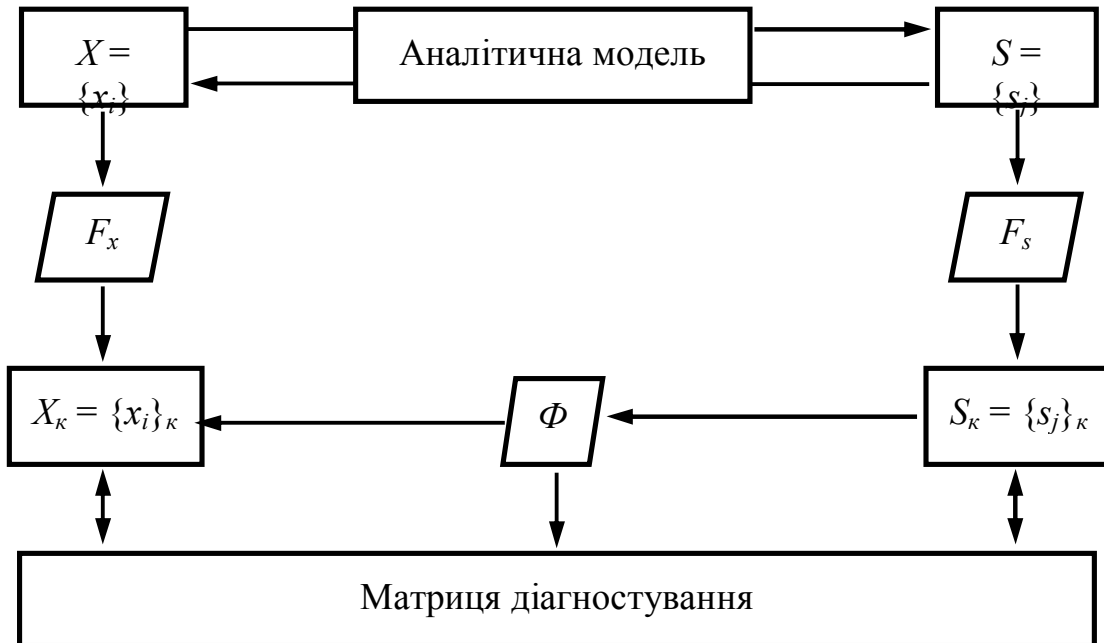 X =
{xᵢ}
Аналітична модель
S =
{sⱼ}
Fₓ
Fₛ
Xк = {xᵢ}к
Ф
Sк = {sⱼ}к
Матриця діагностування